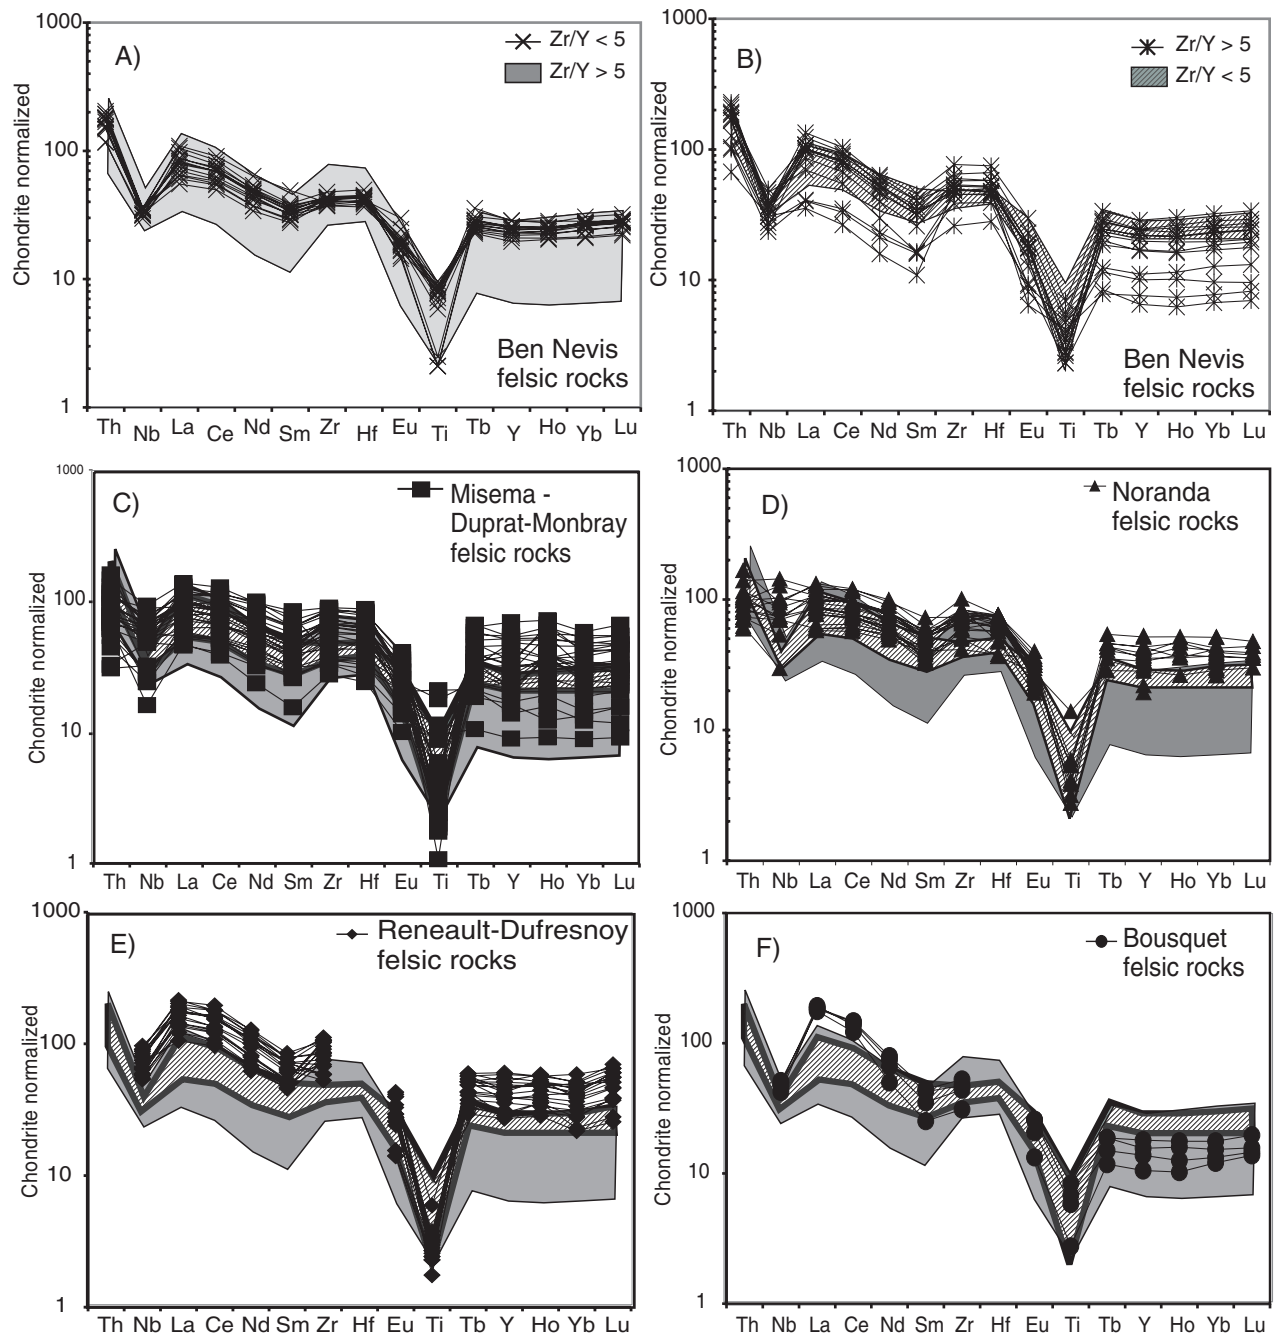 A)
Zr/Y < 5
Zr/Y > 5
1000
100
10
1
Chondrite normalized
Ben Nevis
felsic rocks
Th Nb La Ce Nd Sm Zr Hf Eu Ti Tb Y Ho Yb Lu
B)
Zr/Y > 5
Zr/Y < 5
1000
100
10
1
Chondrite normalized
Ben Nevis
felsic rocks
Th Nb La Ce Nd Sm Zr Hf Eu Ti Tb Y Ho Yb Lu
C)
Misema -
Duprat-Monbray
felsic rocks
1000
100
10
1
Chondrite normalized
Th Nb La Ce Nd Sm Zr Hf Eu Ti Tb Y Ho Yb Lu
D)
Noranda
felsic rocks
1000
100
10
1
Chondrite normalized
Th Nb La Ce Nd Sm Zr Hf Eu Ti Tb Y Ho Yb Lu
E)
Reneault-Dufresnoy
felsic rocks
1000
100
10
1
Chondrite normalized
Th Nb La Ce Nd Sm Zr Hf Eu Ti Tb Y Ho Yb Lu
F)
Bousquet
felsic rocks
1000
100
10
1
Chondrite normalized
Th Nb La Ce Nd Sm Zr Hf Eu Ti Tb Y Ho Yb Lu